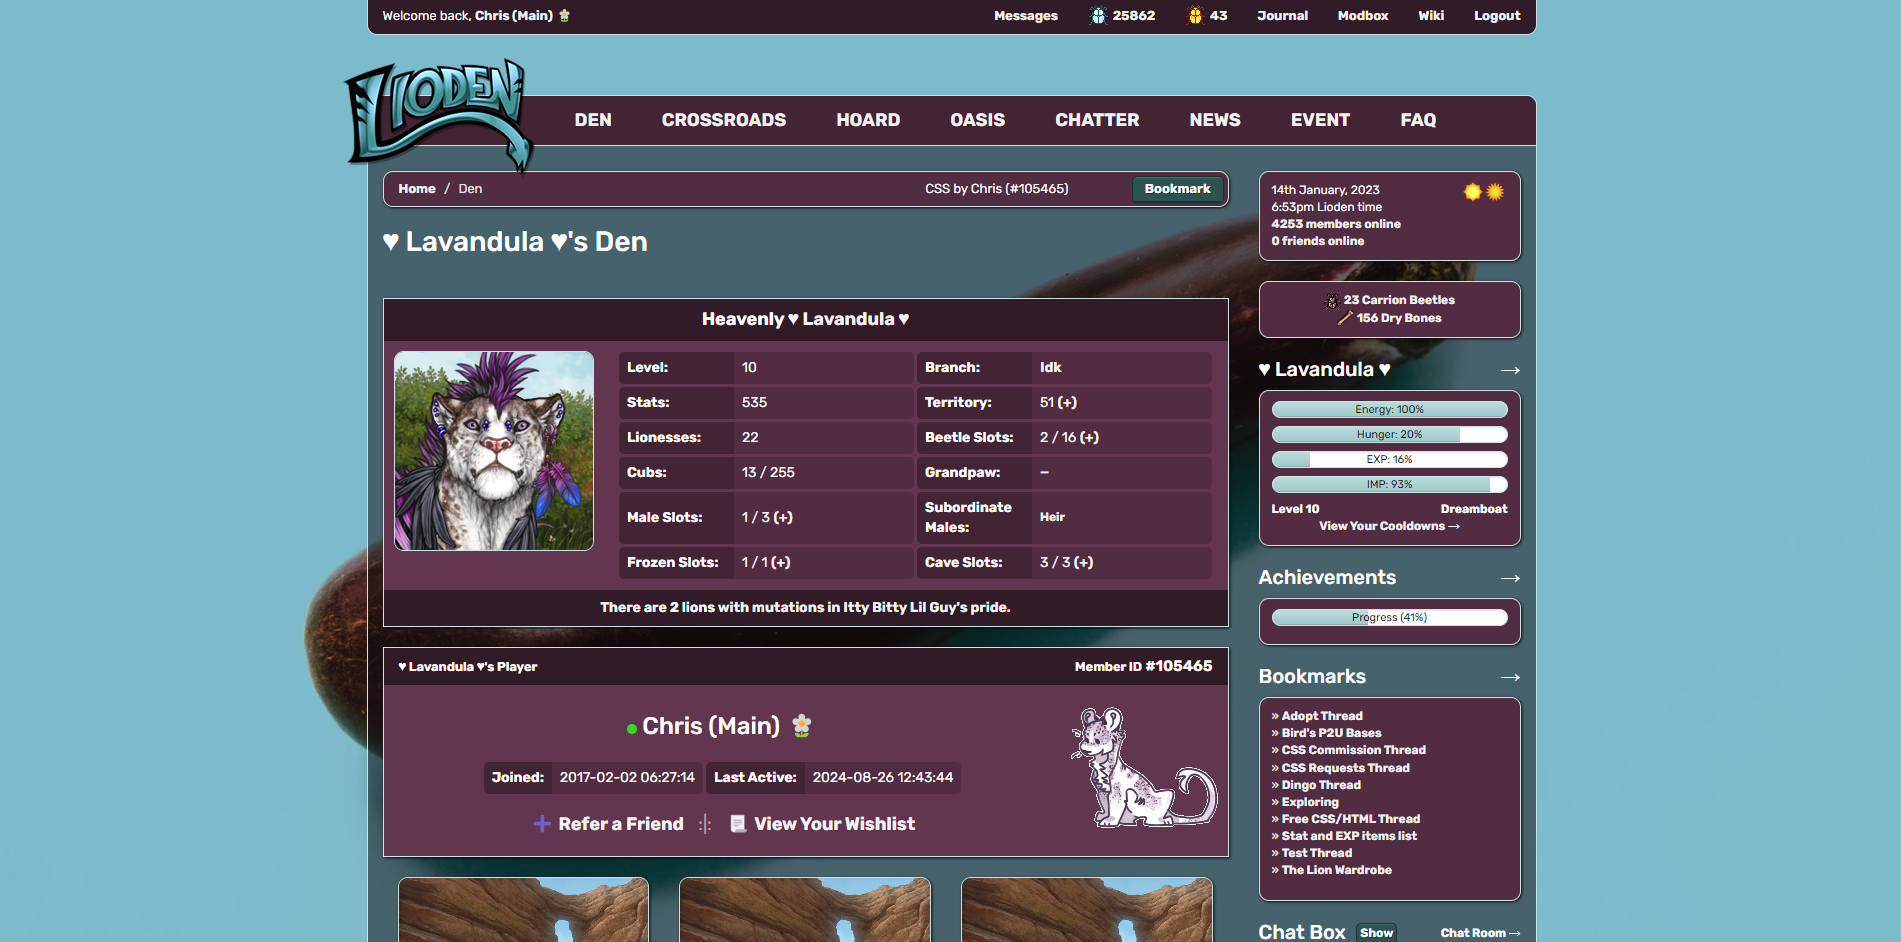 Welcome back, Chris (Main)
Messages
25862
43
Journal
Modbox
Wiki
Logout
LIODEN
DEN
CROSSROADS
HOARD
OASIS
CHATTER
NEWS
EVENT
FAQ
Home / Den
CSS by Chris (#105465)
Bookmark
♥ Lavandula ♥'s Den
Heavenly ♥ Lavandula ♥
Level: 10
Branch: Idk
Stats: 535
Territory: 51 (+)
Lionesses: 22
Beetle Slots: 2 / 16 (+)
Cubs: 13 / 255
Grandpaw: —
Male Slots: 1 / 3 (+)
Subordinate
Males: Heir
Frozen Slots: 1 / 1 (+)
Cave Slots: 3 / 3 (+)
There are 2 lions with mutations in Itty Bitty Lil Guy's pride.
♥ Lavandula ♥'s Player
Member ID #105465
Chris (Main)
Joined: 2017-02-02 06:27:14
Last Active: 2024-08-26 12:43:44
Refer a Friend
View Your Wishlist
14th January, 2023
6:53pm Lioden time
4253 members online
0 friends online
23 Carrion Beetles
156 Dry Bones
♥ Lavandula ♥ →
Energy: 100%
Hunger: 20%
EXP: 16%
IMP: 93%
Level 10
Dreamboat
View Your Cooldowns →
Achievements →
Progress (41%)
Bookmarks →
» Adopt Thread
» Bird's P2U Bases
» CSS Commission Thread
» CSS Requests Thread
» Dingo Thread
» Exploring
» Free CSS/HTML Thread
» Stat and EXP items list
» Test Thread
» The Lion Wardrobe
Chat Box
Show
Chat Room →